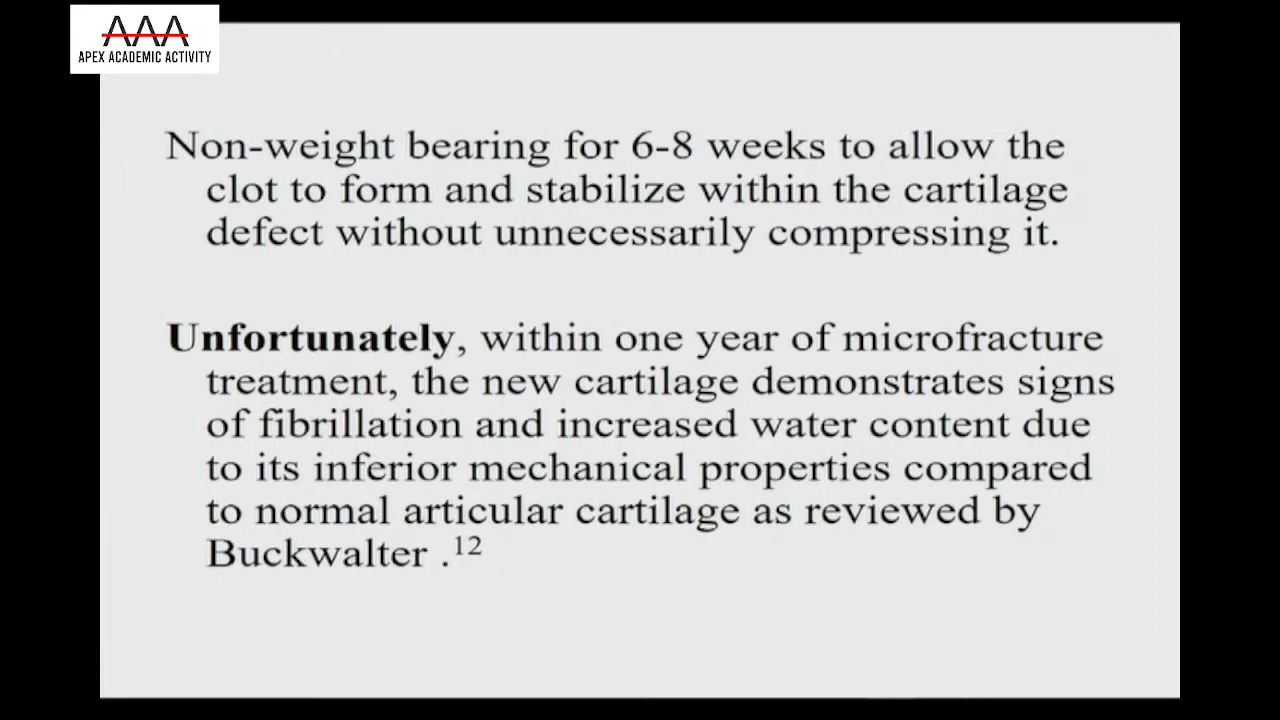 AAA
APEX ACADEMIC ACTIVITY
Non-weight bearing for 6-8 weeks to allow the
clot to form and stabilize within the cartilage
defect without unnecessarily compressing it.
Unfortunately, within one year of microfracture
treatment, the new cartilage demonstrates signs
of fibrillation and increased water content due
to its inferior mechanical properties compared
to normal articular cartilage as reviewed by
Buckwalter .12